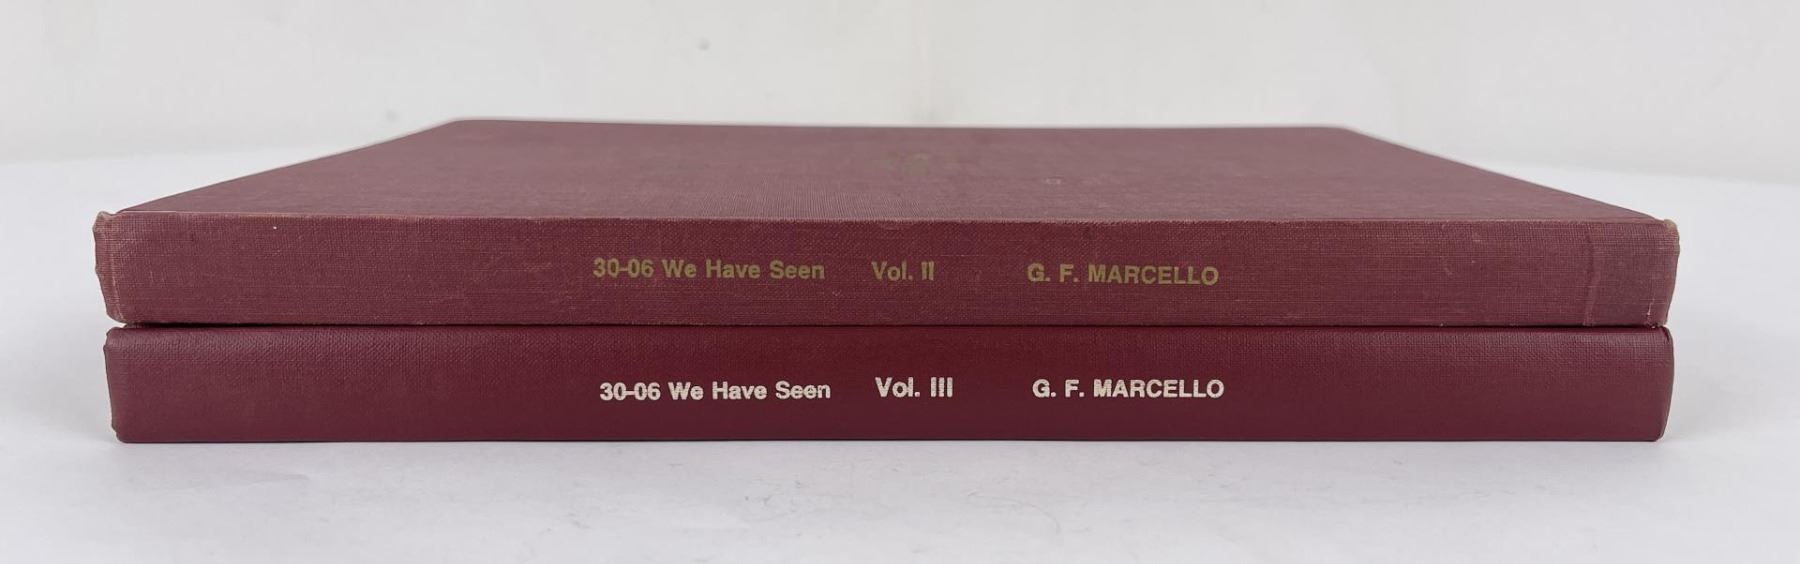 30-06 We Have Seen Vol. II G. F. MARCELLO
30-06 We Have Seen Vol. III G. F. MARCELLO